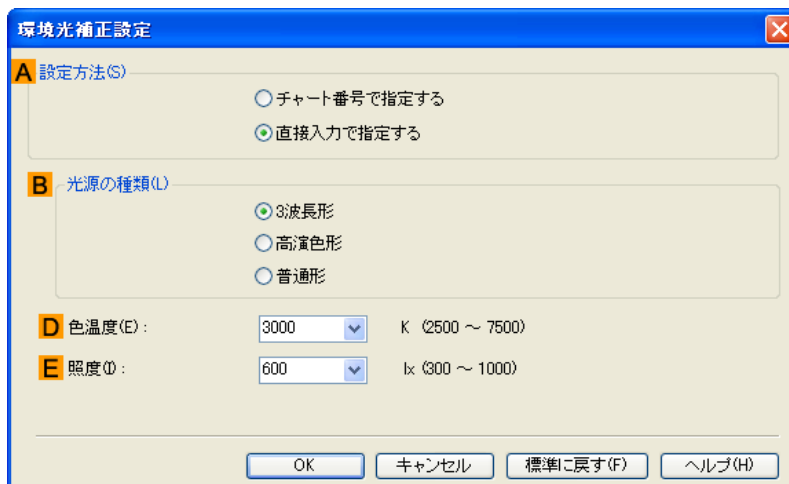 環境光補正設定
A 設定方法(S)
チャート番号で指定する
直接入力で指定する
B 光源の種類(L)
3波長形
高演色形
普通形
D 色温度(E) : 3000 K (2500 ～ 7500)
E 照度(I) : 600 lx (300 ～ 1000)
OK キャンセル 標準に戻す(F) ヘルプ(H)